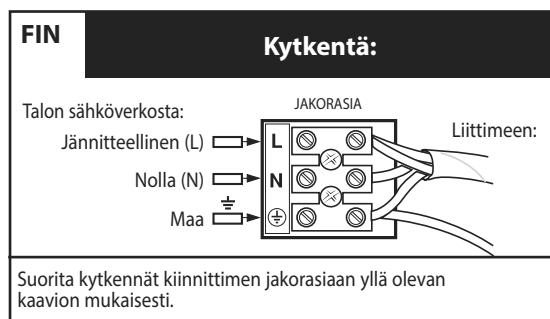 FIN
Kytkentä:
Talon sähköverkosta:
JAKORASIA
Liittimeen:
Jännitteellinen (L)
L
Nolla (N)
N
Maa
Suorita kytkennät kiinnittimen jakorasiaan yllä olevan
kaavion mukaisesti.